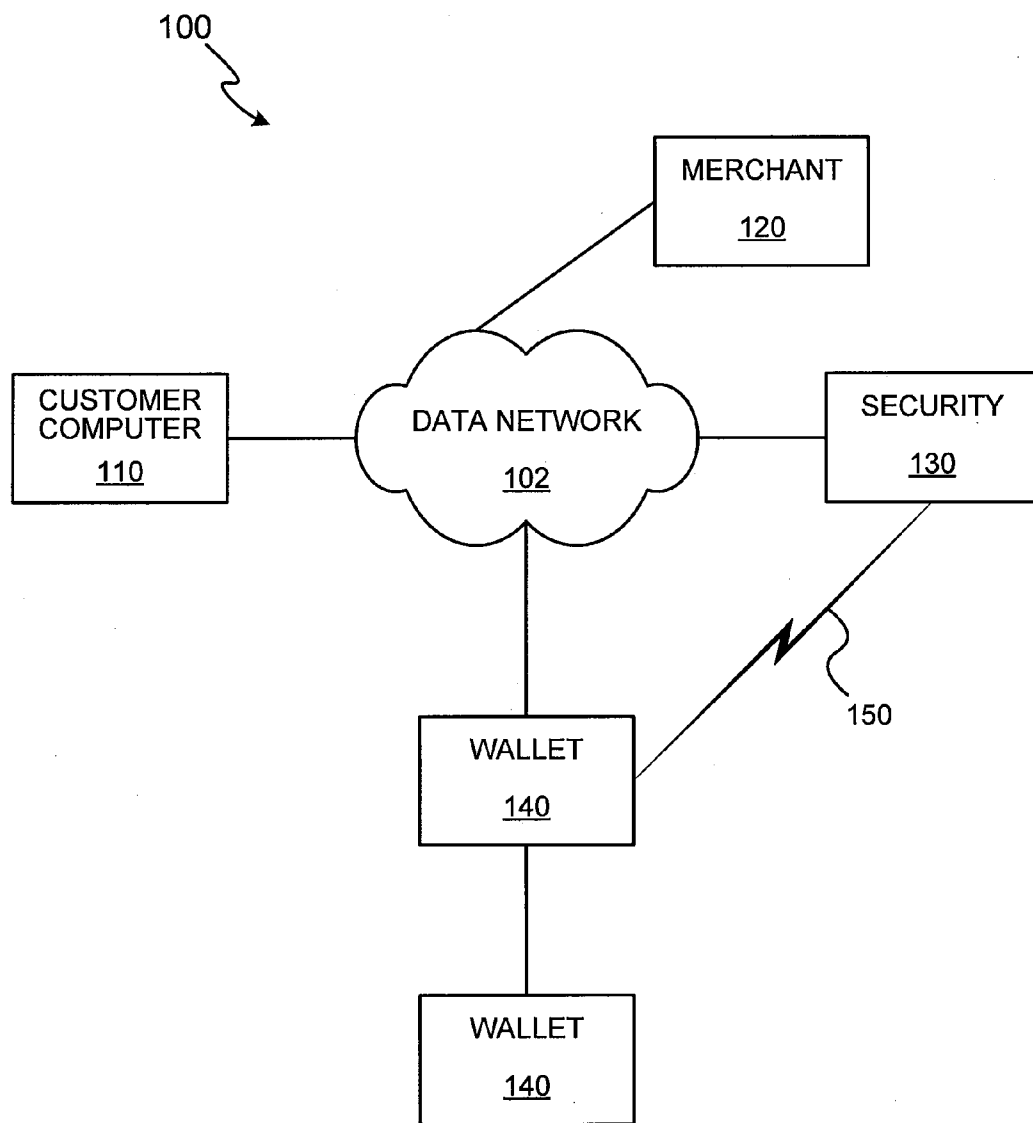 100
MERCHANT
120
CUSTOMER
COMPUTER
110
DATA NETWORK
102
SECURITY
130
150
WALLET
140
WALLET
140